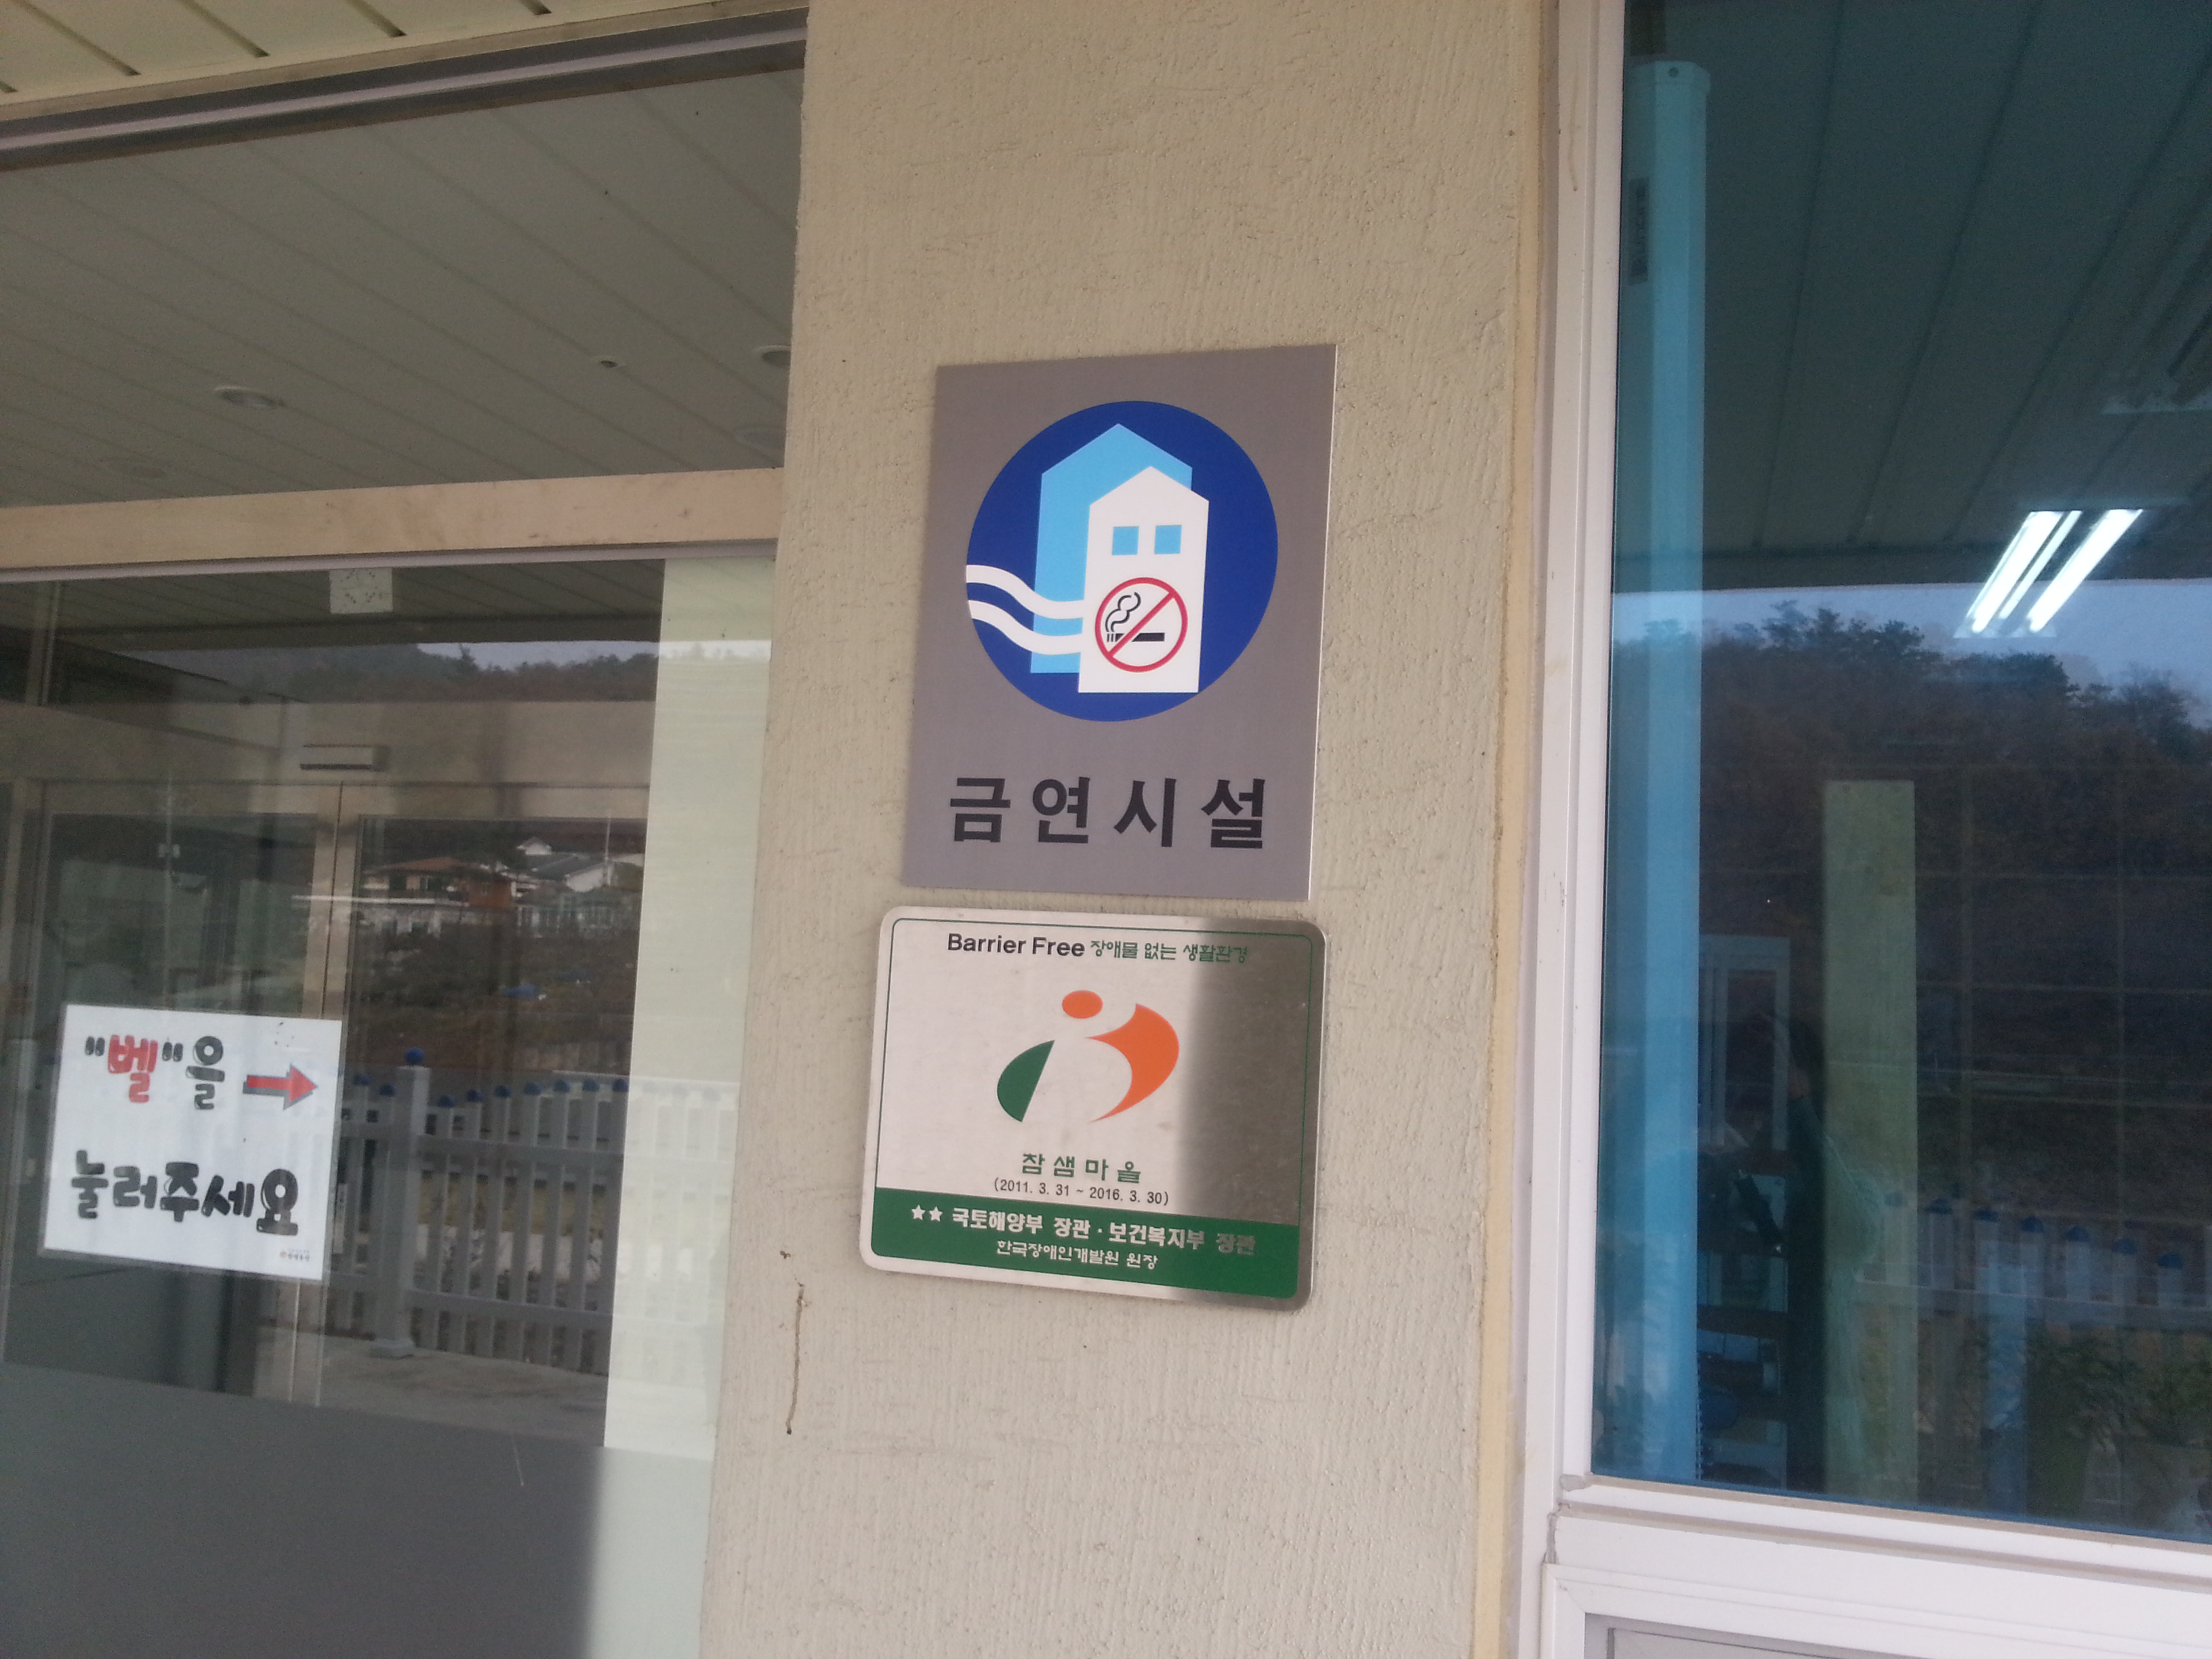 금연시설
Barrier Free 장애물 없는 생활환경
참샘마을
(2011. 3. 31 ~ 2016. 3. 30)
★★ 국토해양부 장관 · 보건복지부 장관
한국장애인개발원 원장
"벨"을 →
눌러주세요